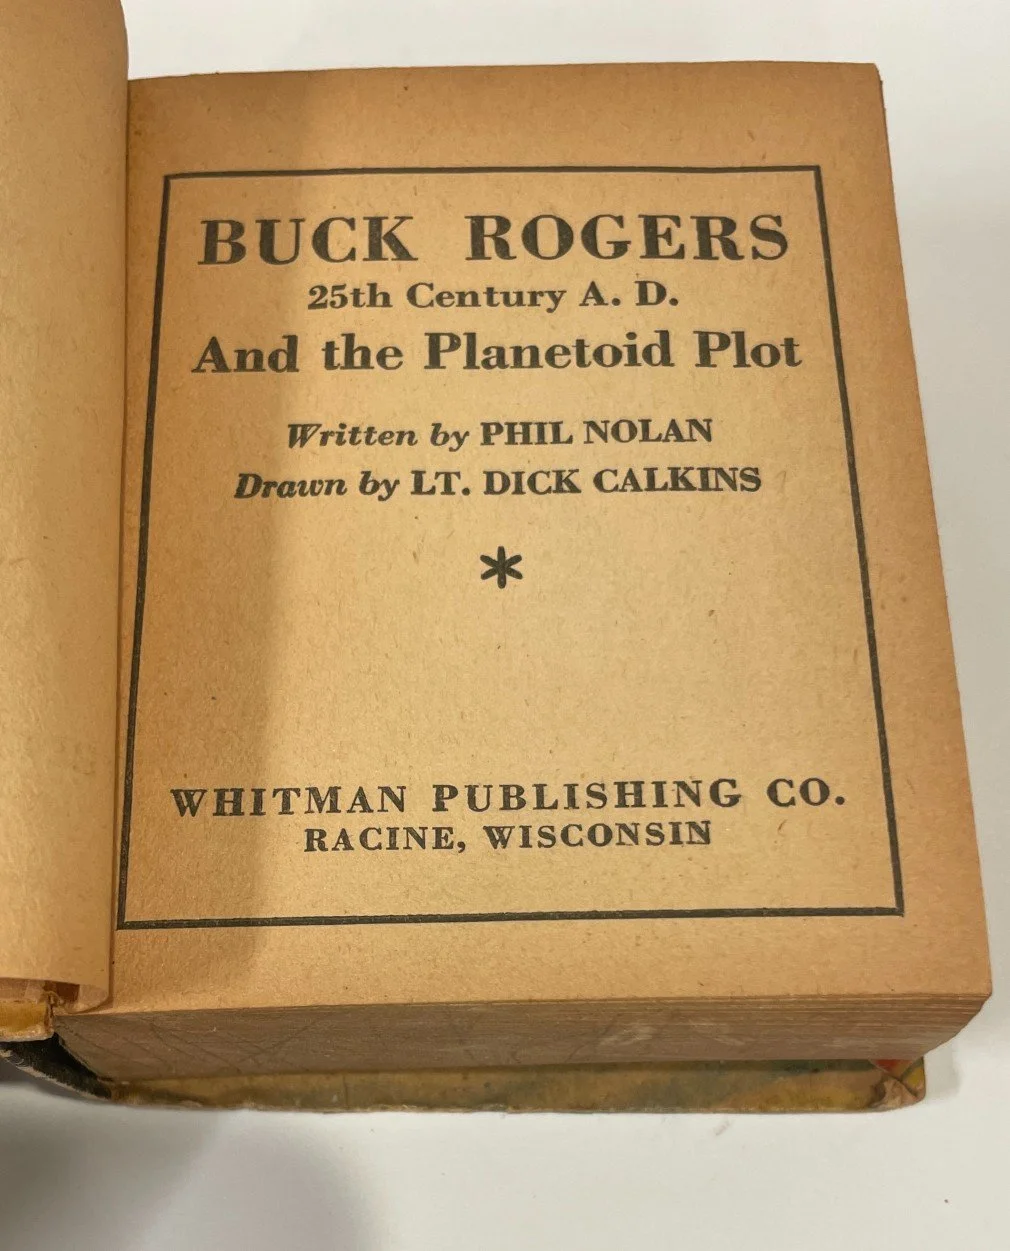 BUCK ROGERS
25th Century A. D.
And the Planetoid Plot
Written by PHIL NOLAN
Drawn by LT. DICK CALKINS
*
WHITMAN PUBLISHING CO.
RACINE, WISCONSIN